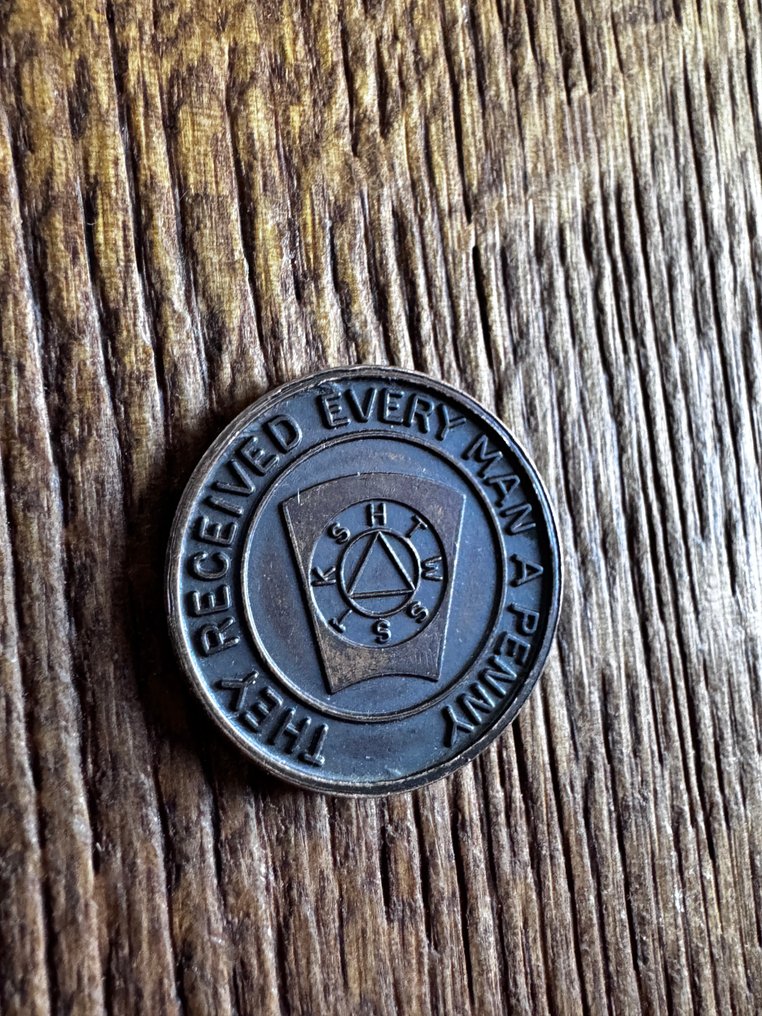 THEY RECEIVED EVERY MAN A PENNY
H T W S S T K S